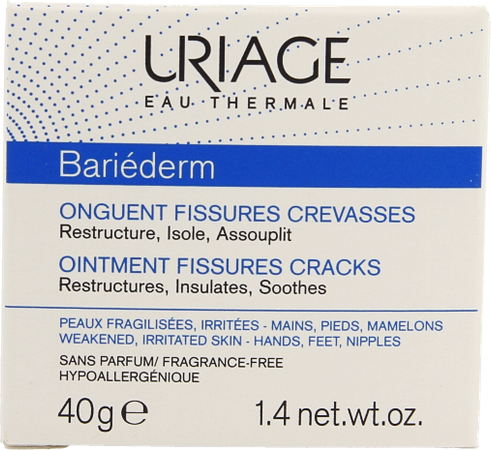 URIAGE
EAU THERMALE
Bariéderm
ONGUENT FISSURES CREVASSES
Restructure, Isole, Assouplit
OINTMENT FISSURES CRACKS
Restructures, Insulates, Soothes
PEAUX FRAGILISÉES, IRRITÉES - MAINS, PIEDS, MAMELONS
WEAKENED, IRRITATED SKIN - HANDS, FEET, NIPPLES
SANS PARFUM/ FRAGRANCE-FREE
HYPOALLERGÉNIQUE
40g℮ 1.4 net.wt.oz.